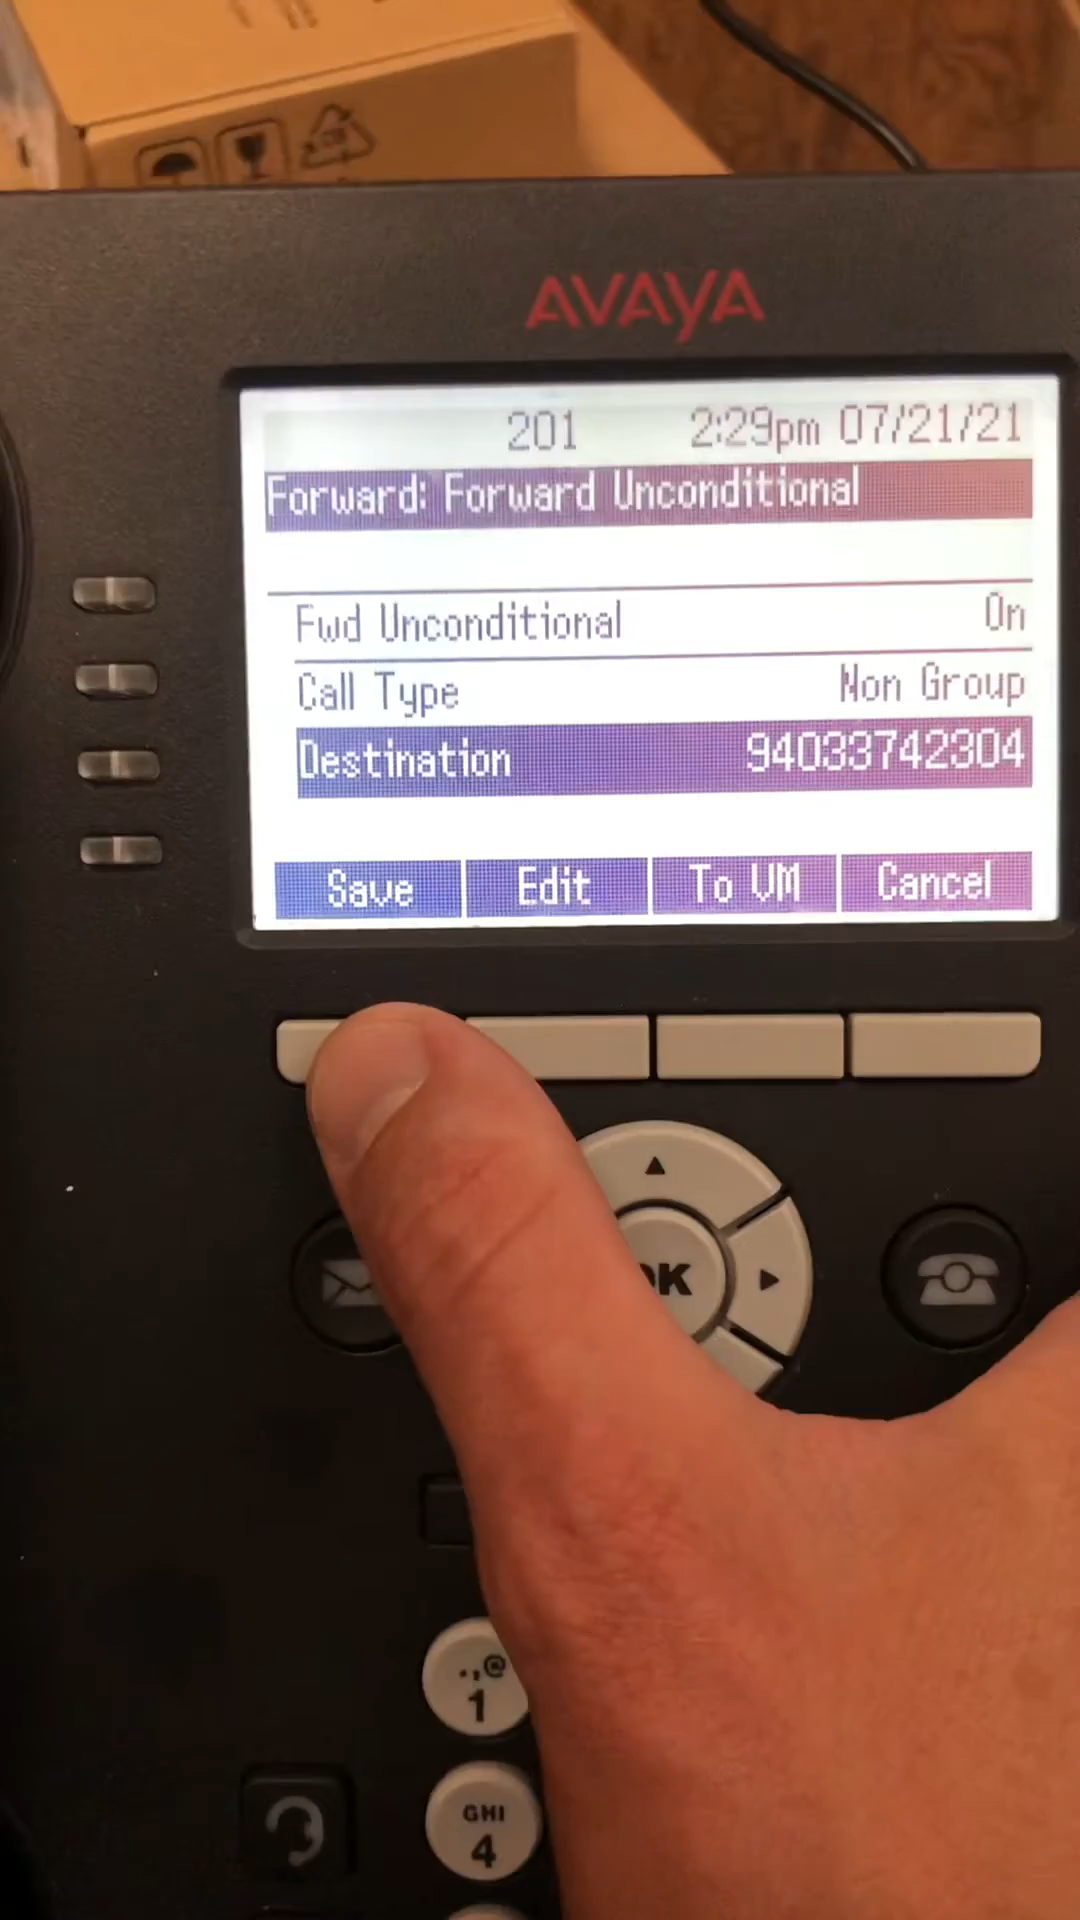 AVAYA
201 2:29pm 07/21/21
Forward: Forward Unconditional
Fwd Unconditional On
Call Type Non Group
Destination 94033742304
Save Edit To VM Cancel
.,@
1
GHI
4